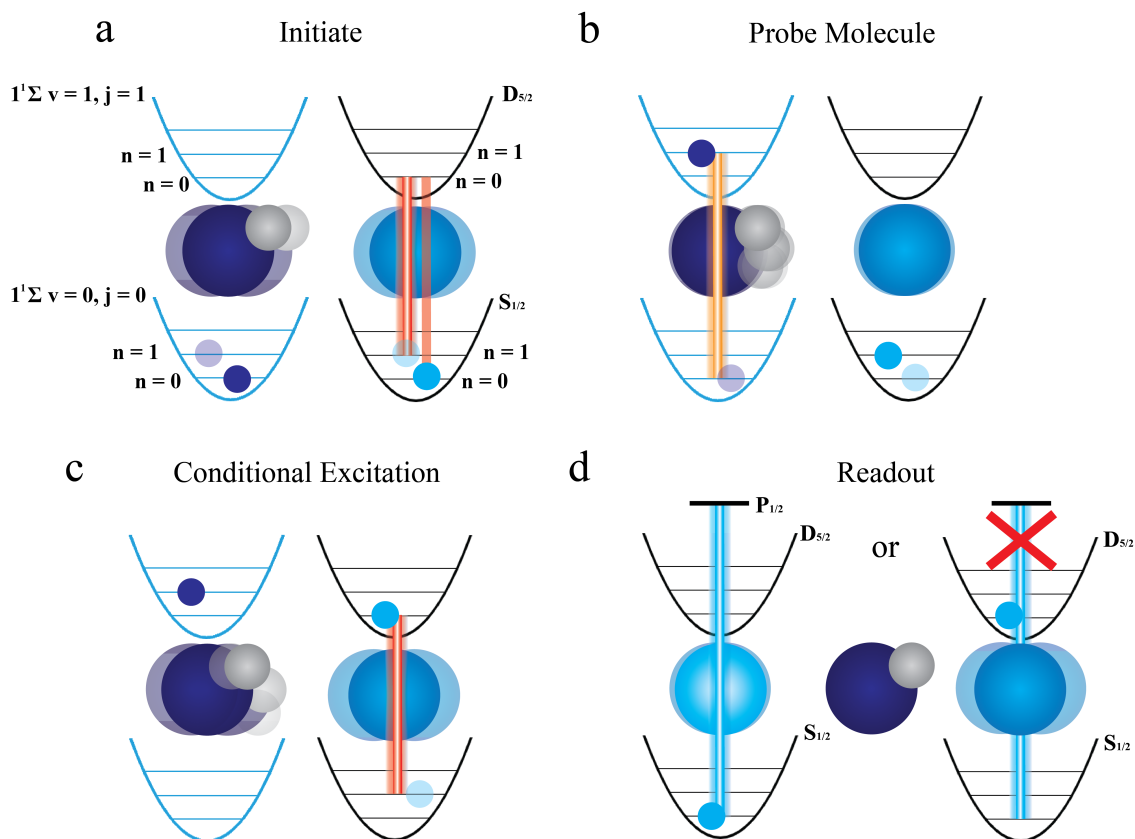 a
Initiate
b
Probe Molecule
1¹Σ v = 1, j = 1
D5/2
n = 1
n = 1
n = 0
n = 0
1¹Σ v = 0, j = 0
S1/2
n = 1
n = 1
n = 0
n = 0
c
Conditional Excitation
d
Readout
P1/2
D5/2
or
D5/2
S1/2
S1/2